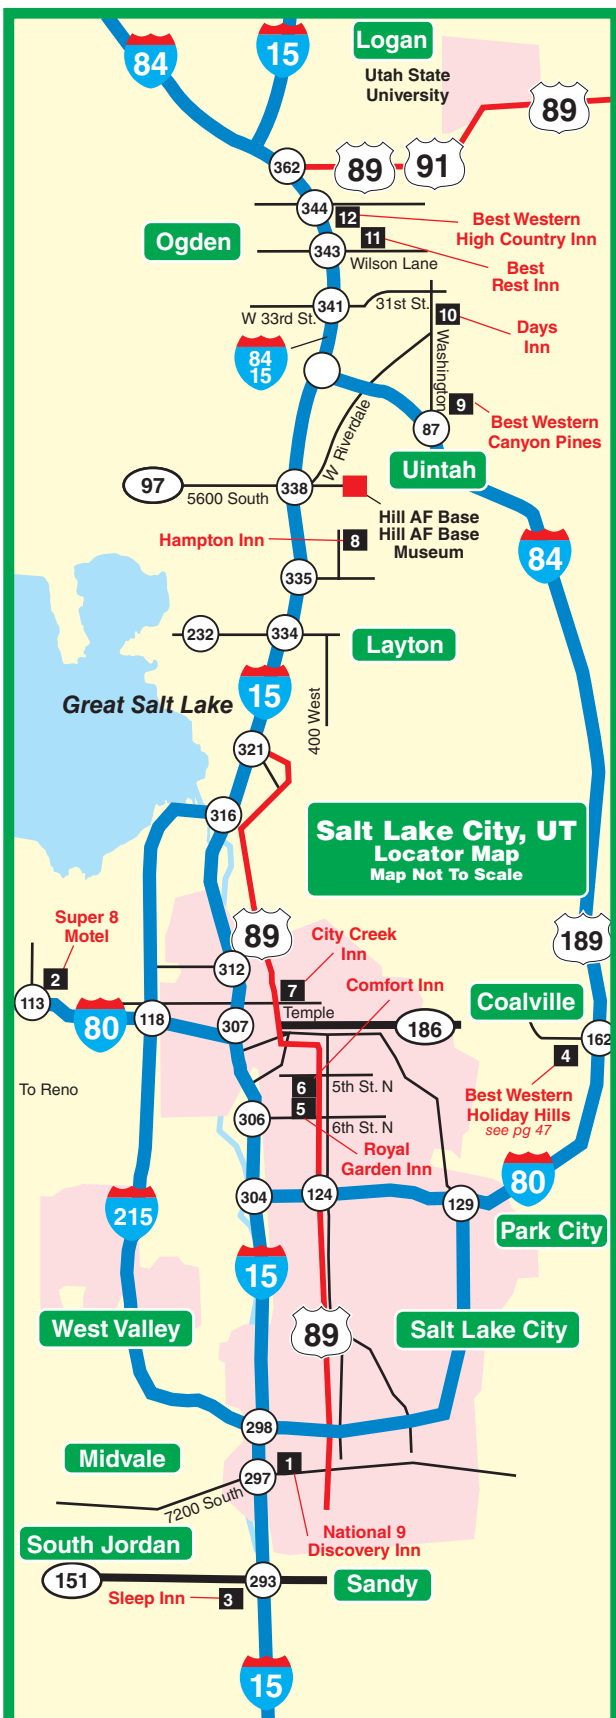 84
15
Logan
Utah State
University
89
362
89
91
344
12
Best Western
High Country Inn
Ogden
11
343
Wilson Lane
Best
Rest Inn
341
31st St.
W 33rd St.
10
Days
Inn
84
15
Washington
9
87
Best Western
Canyon Pines
W Riverdale
Uintah
97
5600 South
338
Hill AF Base
Hill AF Base
Museum
Hampton Inn
8
84
335
232
334
Layton
15
Great Salt Lake
400 West
321
316
Salt Lake City, UT
Locator Map
Map Not To Scale
Super 8
Motel
89
City Creek
Inn
189
2
312
7
Comfort Inn
Coalville
113
80
118
307
Temple
186
162
4
To Reno
6
5th St. N
5
306
6th St. N
Best Western
Holiday Hills
see pg 47
Royal
Garden Inn
80
304
124
129
215
Park City
15
West Valley
89
Salt Lake City
298
Midvale
1
297
7200 South
National 9
Discovery Inn
South Jordan
151
293
Sandy
Sleep Inn
3
15